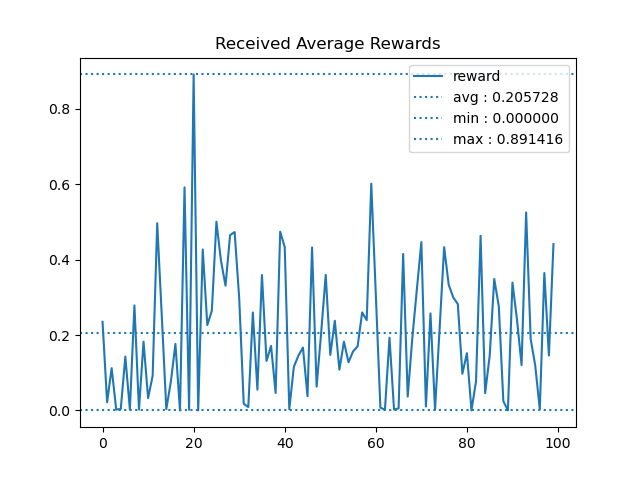 Received Average Rewards
reward
avg : 0.205728
min : 0.000000
max : 0.891416
0.8
0.6
0.4
0.2
0.0
0 20 40 60 80 100